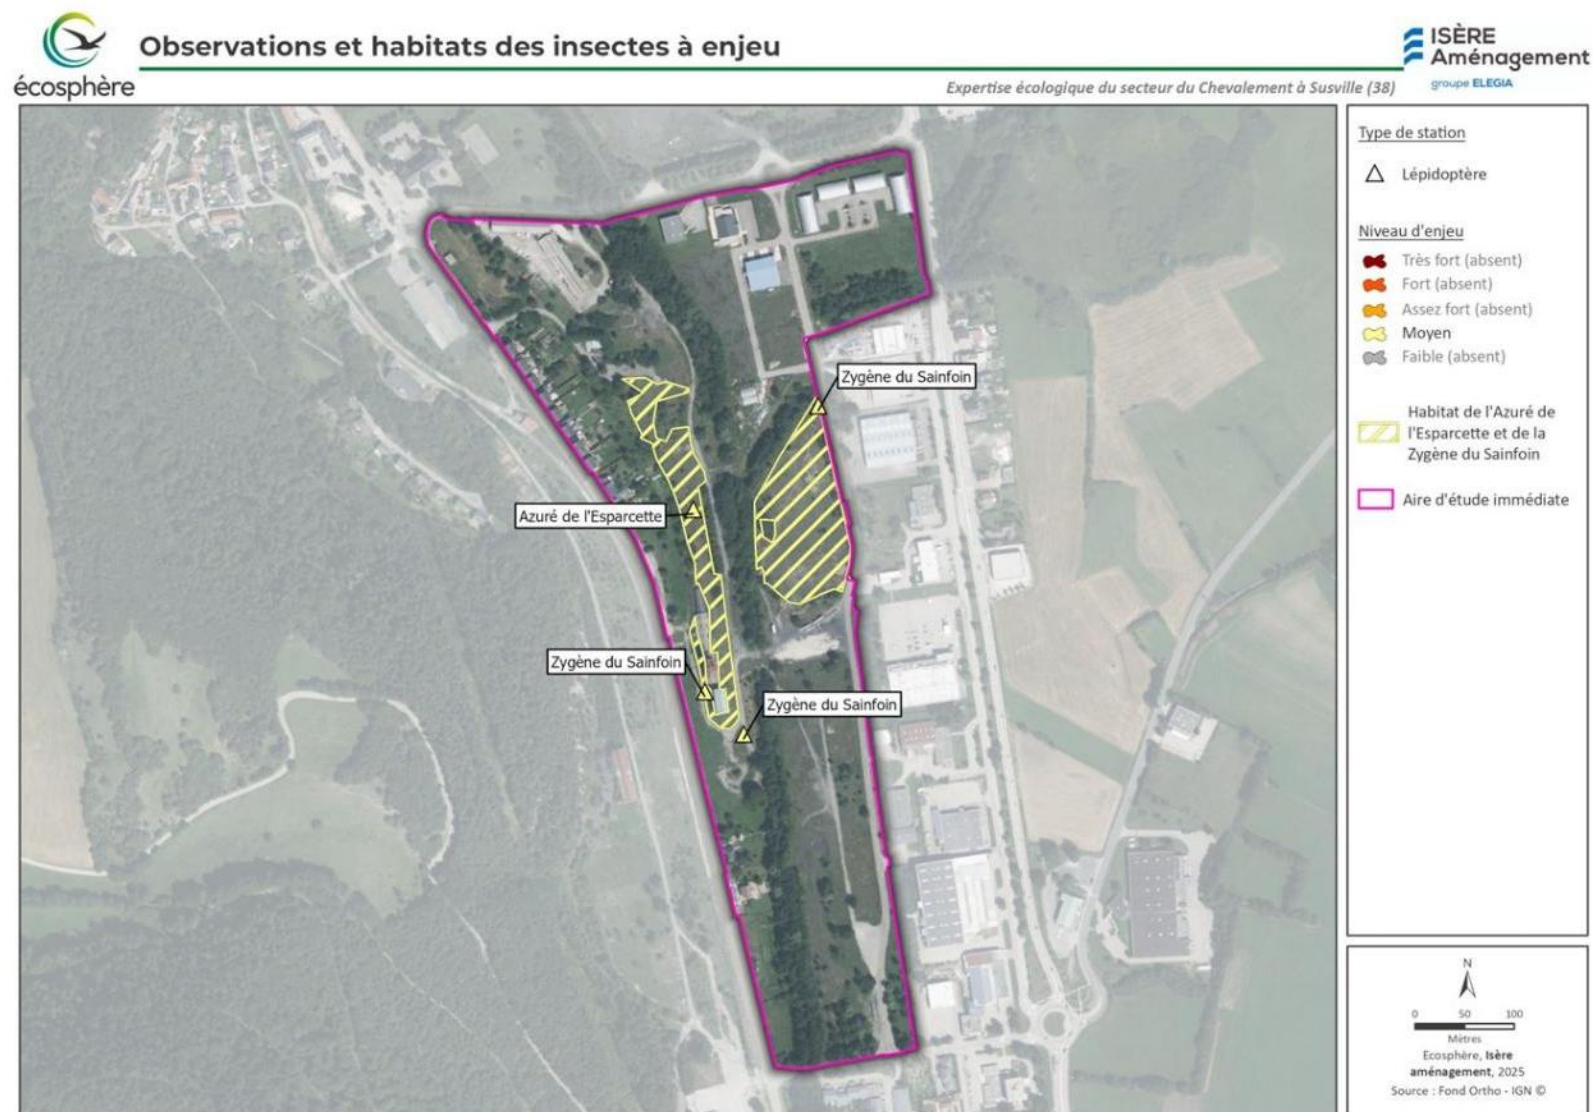 écosphère
Observations et habitats des insectes à enjeu
ISÈRE
Aménagement
groupe ELEGIA
Expertise écologique du secteur du Chevalement à Susville (38)
Zygène du Sainfoin
Azuré de l'Esparcette
Zygène du Sainfoin
Zygène du Sainfoin
Type de station
Lépidoptère
Niveau d'enjeu
Très fort (absent)
Fort (absent)
Assez fort (absent)
Moyen
Faible (absent)
Habitat de l'Azuré de
l'Esparcette et de la
Zygène du Sainfoin
Aire d'étude immédiate
N
0 50 100
Mètres
Ecosphère, Isère
aménagement, 2025
Source : Fond Ortho - IGN ©